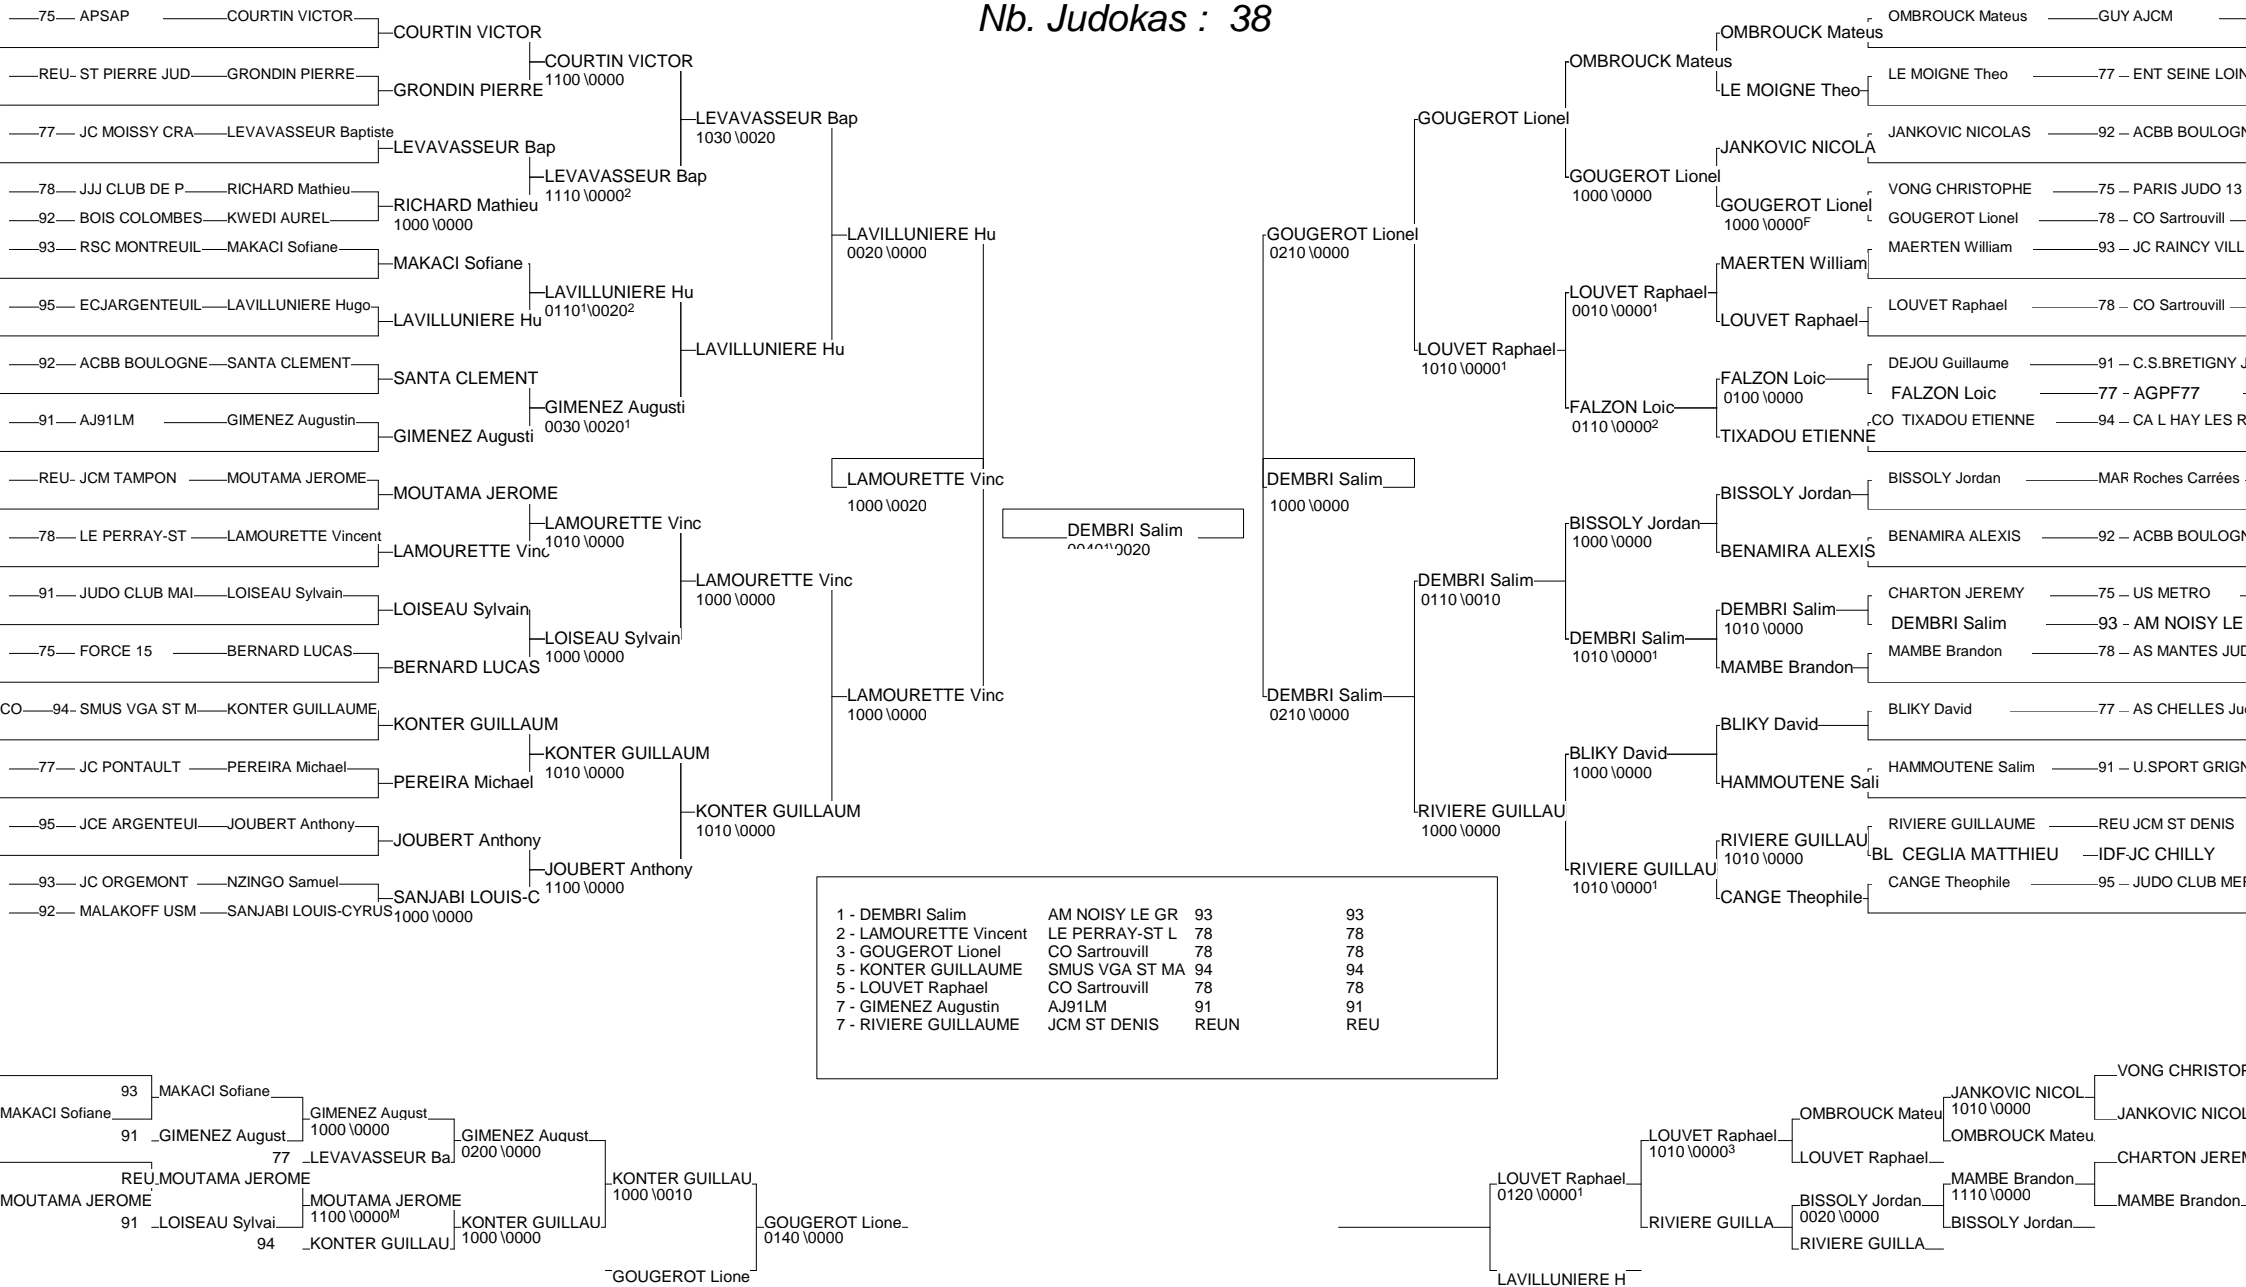 Nb. Judokas : 38
75 APSAP COURTIN VICTOR
REU ST PIERRE JUD GRONDIN PIERRE
77 JC MOISSY CRA LEVAVASSEUR Baptiste
78 JJJ CLUB DE P RICHARD Mathieu
92 BOIS COLOMBES KWEDI AUREL
93 RSC MONTREUIL MAKACI Sofiane
95 ECJARGENTEUIL LAVILLUNIERE Hugo
92 ACBB BOULOGNE SANTA CLEMENT
91 AJ91LM GIMENEZ Augustin
REU JCM TAMPON MOUTAMA JEROME
78 LE PERRAY-ST LAMOURETTE Vincent
91 JUDO CLUB MAI LOISEAU Sylvain
75 FORCE 15 BERNARD LUCAS
CO 94 SMUS VGA ST M KONTER GUILLAUME
77 JC PONTAULT PEREIRA Michael
95 JCE ARGENTEUI JOUBERT Anthony
93 JC ORGEMONT NZINGO Samuel
92 MALAKOFF USM SANJABI LOUIS-CYRUS
COURTIN VICTOR
GRONDIN PIERRE
LEVAVASSEUR Bap
RICHARD Mathieu
1000 \0000
MAKACI Sofiane
LAVILLUNIERE Hu
SANTA CLEMENT
GIMENEZ Augusti
MOUTAMA JEROME
LAMOURETTE Vinc
LOISEAU Sylvain
BERNARD LUCAS
KONTER GUILLAUM
PEREIRA Michael
JOUBERT Anthony
SANJABI LOUIS-C
1000 \0000
COURTIN VICTOR
1100 \0000
LEVAVASSEUR Bap
1110 \0000²
LAVILLUNIERE Hu
0110¹\0020²
GIMENEZ Augusti
0030 \0020¹
LAMOURETTE Vinc
1010 \0000
LOISEAU Sylvain
1000 \0000
KONTER GUILLAUM
1010 \0000
JOUBERT Anthony
1100 \0000
LEVAVASSEUR Bap
1030 \0020
LAVILLUNIERE Hu
LAMOURETTE Vinc
1000 \0000
KONTER GUILLAUM
1010 \0000
LAVILLUNIERE Hu
0020 \0000
LAMOURETTE Vinc
1000 \0020
LAMOURETTE Vinc
1000 \0000
DEMBRI Salim
00401\0020
GOUGEROT Lionel
0210 \0000
DEMBRI Salim
1000 \0000
DEMBRI Salim
0210 \0000
GOUGEROT Lionel
LOUVET Raphael
1010 \0000¹
DEMBRI Salim
0110 \0010
RIVIERE GUILLAU
1000 \0000
OMBROUCK Mateus
GOUGEROT Lionel
1000 \0000
LOUVET Raphael
0010 \0000¹
FALZON Loic
0110 \0000²
BISSOLY Jordan
1000 \0000
DEMBRI Salim
1010 \0000¹
BLIKY David
1000 \0000
RIVIERE GUILLAU
1010 \0000¹
OMBROUCK Mateus
LE MOIGNE Theo
JANKOVIC NICOLA
GOUGEROT Lionel
1000 \0000F
MAERTEN William
LOUVET Raphael
FALZON Loic
0100 \0000
TIXADOU ETIENNE
BISSOLY Jordan
BENAMIRA ALEXIS
DEMBRI Salim
1010 \0000
MAMBE Brandon
BLIKY David
HAMMOUTENE Sali
RIVIERE GUILLAU
1010 \0000
CANGE Theophile
OMBROUCK Mateus GUY AJCM
LE MOIGNE Theo 77 ENT SEINE LOIN
JANKOVIC NICOLAS 92 ACBB BOULOGN
VONG CHRISTOPHE 75 PARIS JUDO 13
GOUGEROT Lionel 78 CO Sartrouvill
MAERTEN William 93 JC RAINCY VILL
LOUVET Raphael 78 CO Sartrouvill
DEJOU Guillaume 91 C.S.BRETIGNY J
FALZON Loic 77 - AGPF77
CO TIXADOU ETIENNE 94 CA L HAY LES R
BISSOLY Jordan MAR Roches Carrées
BENAMIRA ALEXIS 92 ACBB BOULOGN
CHARTON JEREMY 75 US METRO
DEMBRI Salim 93 - AM NOISY LE
MAMBE Brandon 78 AS MANTES JUD
BLIKY David 77 AS CHELLES Ju
HAMMOUTENE Salim 91 U.SPORT GRIGN
RIVIERE GUILLAUME REU JCM ST DENIS
BL CEGLIA MATTHIEU IDF-JC CHILLY
CANGE Theophile 95 JUDO CLUB MER
1 - DEMBRI Salim AM NOISY LE GR 93 93
2 - LAMOURETTE Vincent LE PERRAY-ST L 78 78
3 - GOUGEROT Lionel CO Sartrouvill 78 78
5 - KONTER GUILLAUME SMUS VGA ST MA 94 94
5 - LOUVET Raphael CO Sartrouvill 78 78
7 - GIMENEZ Augustin AJ91LM 91 91
7 - RIVIERE GUILLAUME JCM ST DENIS REUN REU
MAKACI Sofiane
MOUTAMA JEROME
93 MAKACI Sofiane
91 GIMENEZ August
77 LEVAVASSEUR Ba
REU MOUTAMA JEROME
91 LOISEAU Sylvai
94 KONTER GUILLAU
GIMENEZ August
1000 \0000
MOUTAMA JEROME
1100 \0000M
GIMENEZ August
0200 \0000
KONTER GUILLAU
1000 \0000
KONTER GUILLAU
1000 \0010
GOUGEROT Lione
GOUGEROT Lione
0140 \0000
LOUVET Raphael
0120 \0000¹
LAVILLUNIERE H
LOUVET Raphael
1010 \0000³
RIVIERE GUILLA
OMBROUCK Mateu
LOUVET Raphael
BISSOLY Jordan
0020 \0000
RIVIERE GUILLA
JANKOVIC NICOL
1010 \0000
OMBROUCK Mateu
MAMBE Brandon
1110 \0000
BISSOLY Jordan
VONG CHRISTOP
JANKOVIC NICOL
CHARTON JEREM
MAMBE Brandon